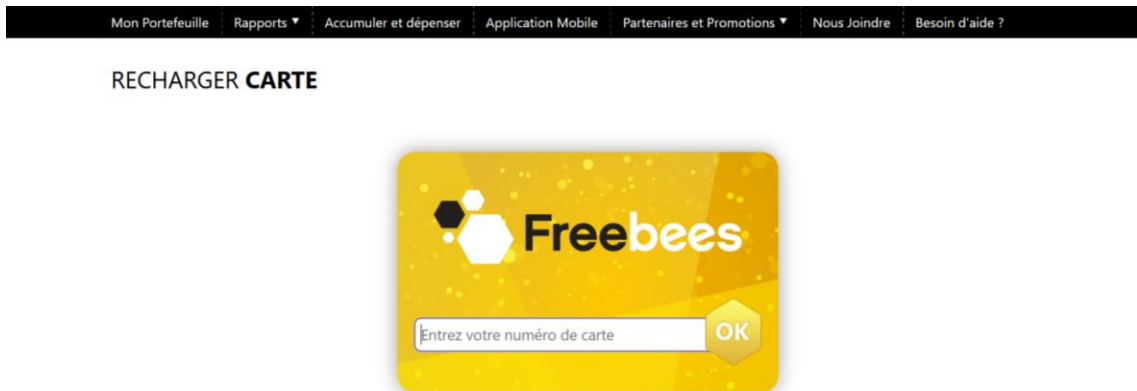 Mon Portefeuille Rapports ▼ Accumuler et dépenser Application Mobile Partenaires et Promotions ▼ Nous Joindre Besoin d'aide ?
RECHARGER CARTE
Freebees
Entrez votre numéro de carte OK